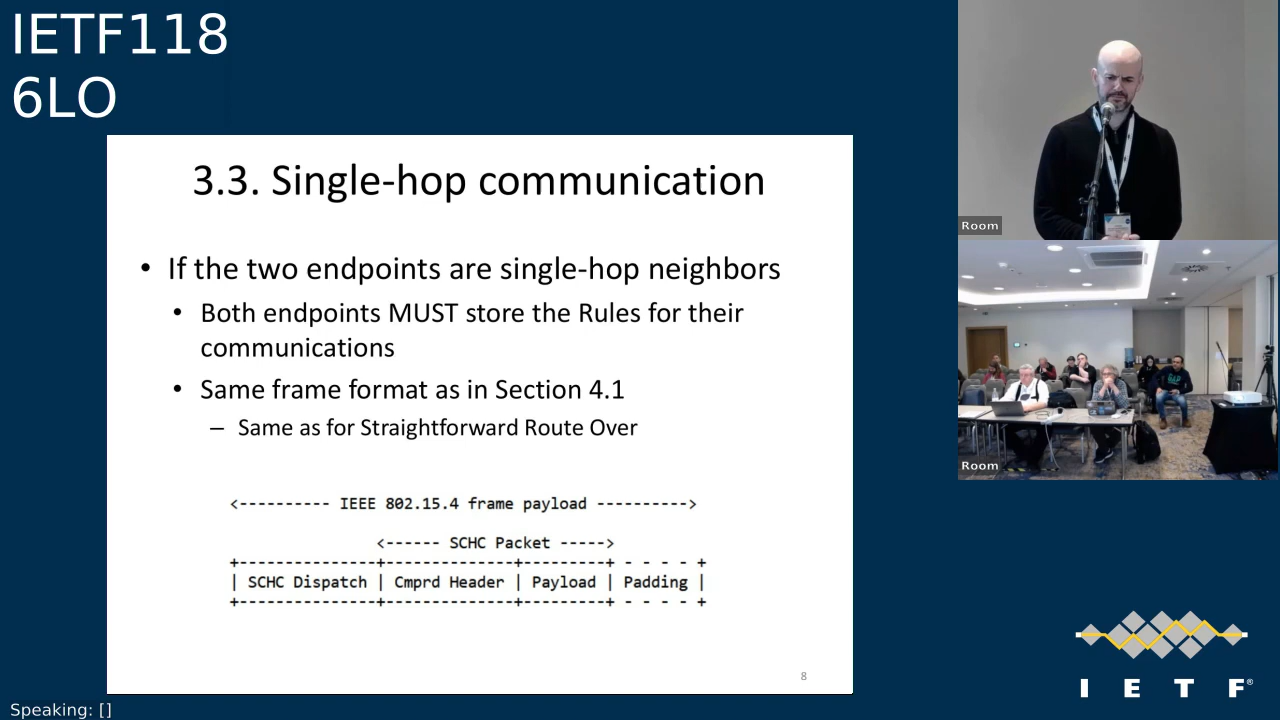 IETF118
6LO
3.3. Single-hop communication
• If the two endpoints are single-hop neighbors
• Both endpoints MUST store the Rules for their
communications
• Same frame format as in Section 4.1
– Same as for Straightforward Route Over
<---------- IEEE 802.15.4 frame payload ---------->
<------ SCHC Packet ----->
+---------------+--------------+---------+ - - - - +
| SCHC Dispatch | Cmprd Header | Payload | Padding |
+---------------+--------------+---------+ - - - - +
8
Room
Room
I E T F®
Speaking: []